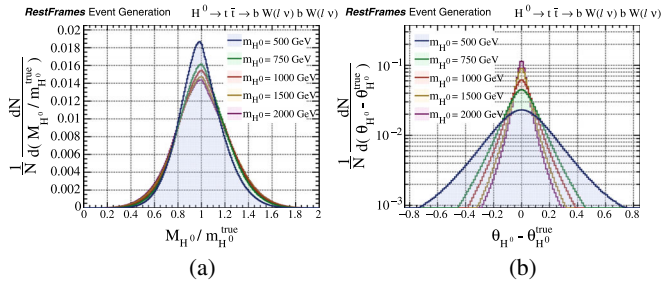 RestFrames Event Generation H⁰ → t t̄ → b W(l ν) b W(l ν)
1/N dN / d( M_H⁰ / m_H⁰^true )
0.02
0.018
0.016
0.014
0.012
0.01
0.008
0.006
0.004
0.002
0
m_H⁰ = 500 GeV
m_H⁰ = 750 GeV
m_H⁰ = 1000 GeV
m_H⁰ = 1500 GeV
m_H⁰ = 2000 GeV
0 0.2 0.4 0.6 0.8 1 1.2 1.4 1.6 1.8 2
M_H⁰ / m_H⁰^true
(a)
RestFrames Event Generation H⁰ → t t̄ → b W(l ν) b W(l ν)
1/N dN / d( θ_H⁰ - θ_H⁰^true )
10⁻¹
10⁻²
10⁻³
m_H⁰ = 500 GeV
m_H⁰ = 750 GeV
m_H⁰ = 1000 GeV
m_H⁰ = 1500 GeV
m_H⁰ = 2000 GeV
−0.8 −0.6 −0.4 −0.2 0 0.2 0.4 0.6 0.8
θ_H⁰ - θ_H⁰^true
(b)